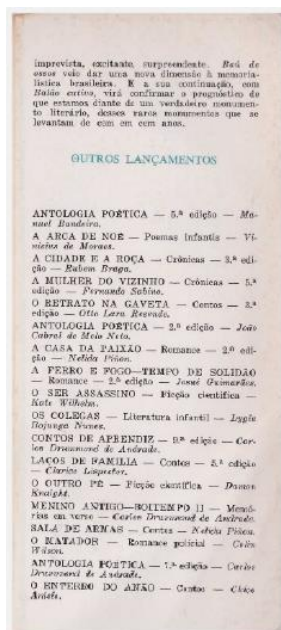 imprevista, excitante, surpreendente. Baú de
ossos veio dar uma nova dimensão à memoria-
lística brasileira. E a sua continuação, com
Balão cativo, virá confirmar o prognóstico de
que estamos diante de um verdadeiro monumen-
to literário, desses raros monumentos que se
levantam de cem em cem anos.
OUTROS LANÇAMENTOS
ANTOLOGIA POÉTICA — 5.ª edição — Ma-
nuel Bandeira.
A ARCA DE NOÉ — Poemas infantis — Vi-
nicius de Moraes.
A CIDADE E A ROÇA — Crônicas — 3.ª edi-
ção — Rubem Braga.
A MULHER DO VIZINHO — Crônicas — 5.ª
edição — Fernando Sabino.
O RETRATO NA GAVETA — Contos — 3.ª
edição — Otto Lara Resende.
ANTOLOGIA POÉTICA — 2.ª edição — João
Cabral de Melo Neto.
A CASA DA PAIXÃO — Romance — 2.ª edi-
ção — Nélida Piñon.
A FERRO E FOGO—TEMPO DE SOLIDÃO
— Romance — 2.ª edição — Josué Guimarães.
O SER ASSASSINO — Ficção científica —
Kate Wilhelm.
OS COLEGAS — Literatura infantil — Lygia
Bojunga Nunes.
CONTOS DE APRENDIZ — 9.ª edição — Car-
los Drummond de Andrade.
LAÇOS DE FAMÍLIA — Contos — 5.ª edição
— Clarice Lispector.
O OUTRO PÉ — Ficção científica — Damon
Knight.
MENINO ANTIGO—BOITEMPO II — Memó-
rias em verso — Carlos Drummond de Andrade.
SALA DE ARMAS — Contos — Nélida Piñon.
O MATADOR — Romance policial — Colin
Wilson.
ANTOLOGIA POÉTICA — 7.ª edição — Carlos
Drummond de Andrade.
O ENTERRO DO ANÃO — Contos — Chico
Anísio.